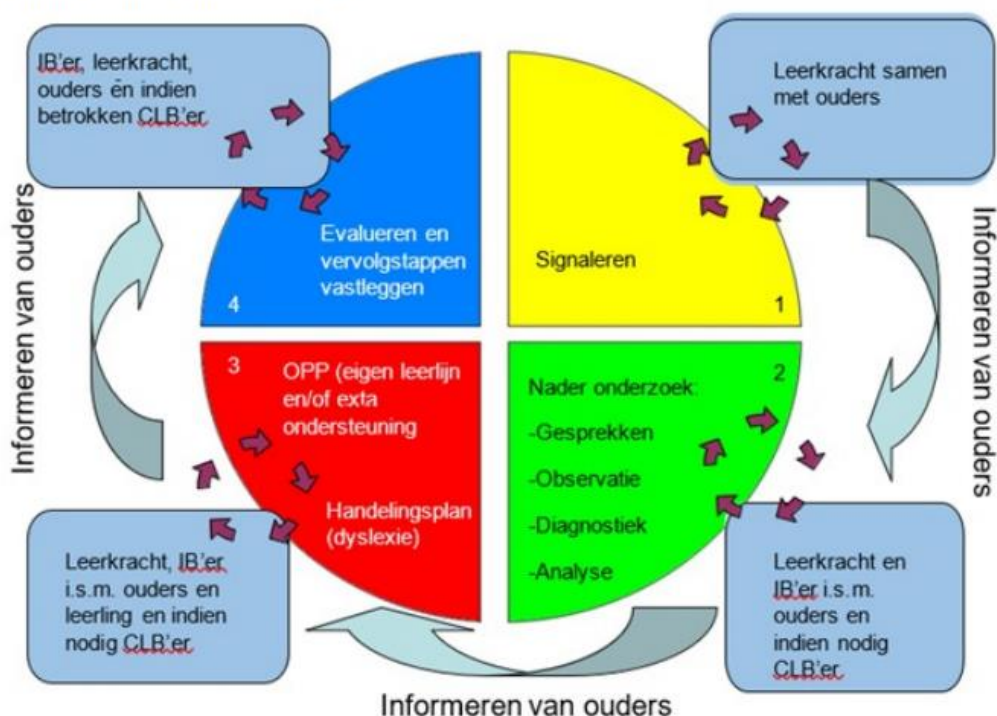 IB'er, leerkracht,
ouders én indien
betrokken CLB'er
Leerkracht samen
met ouders
Informeren van ouders
Evalueren en
vervolgstappen
vastleggen
4
Signaleren
1
Informeren van ouders
3
OPP (eigen leerlijn
en/of exta
ondersteuning
Handelingsplan
(dyslexie)
2
Nader onderzoek:
-Gesprekken
-Observatie
-Diagnostiek
-Analyse
Leerkracht, IB'er
i.s.m. ouders en
leerling en indien
nodig CLB'er
Leerkracht en
IB'er i.s.m.
ouders en
indien nodig
CLB'er
Informeren van ouders